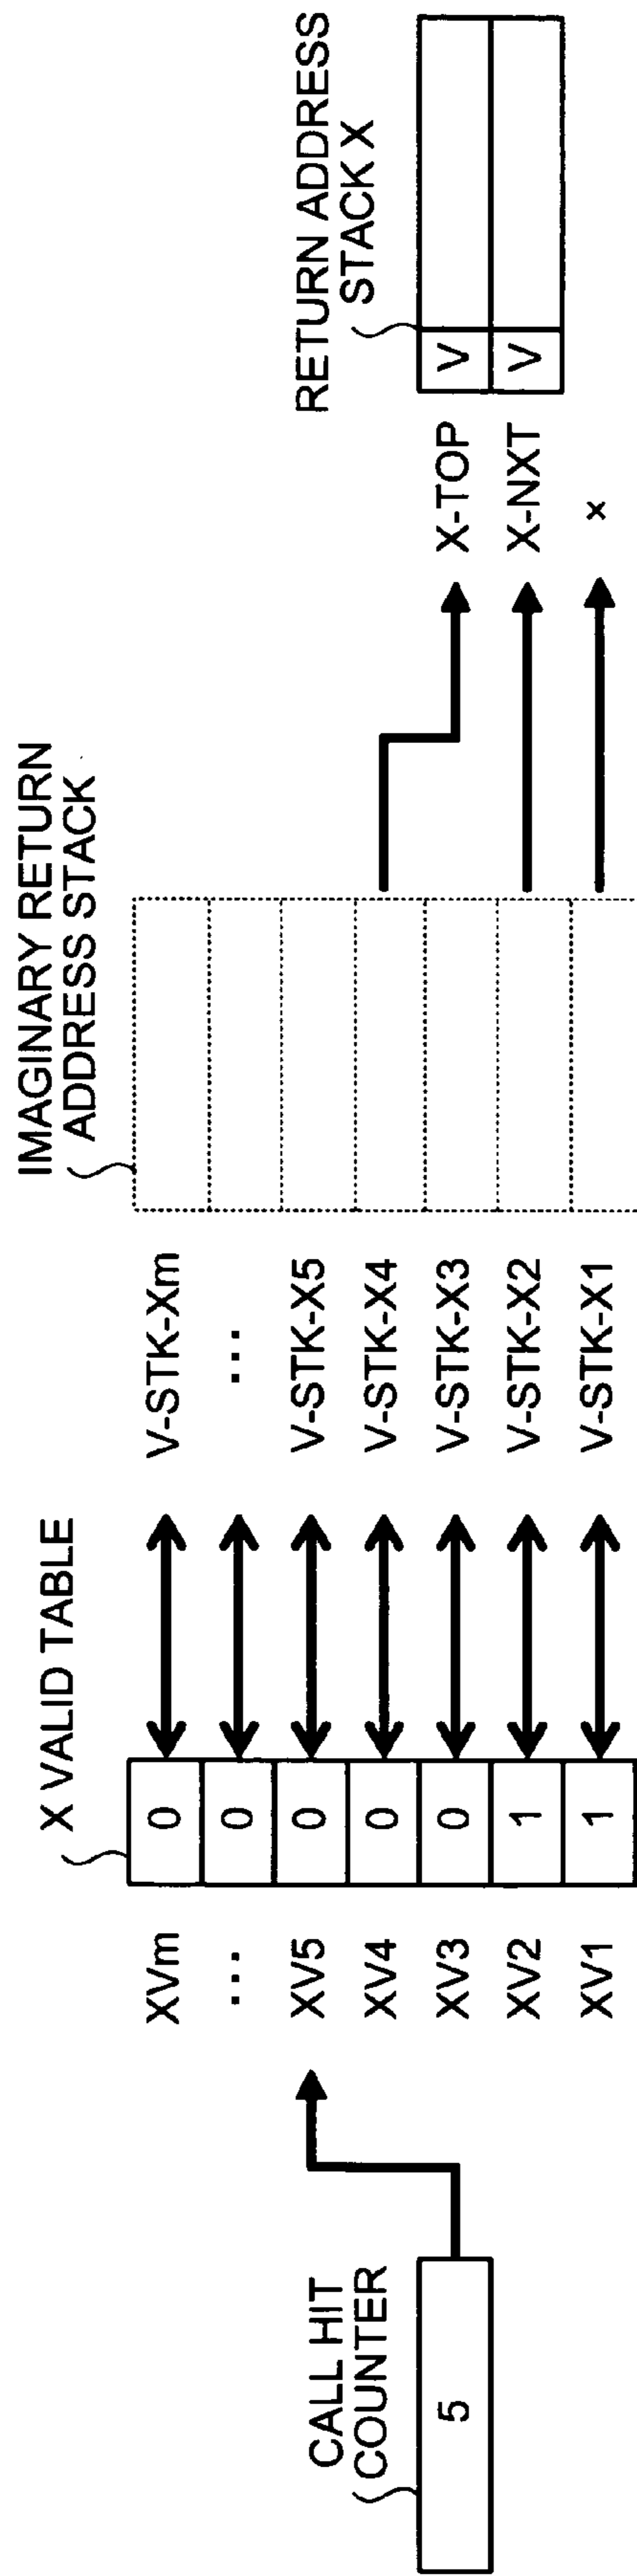 CALL HIT
COUNTER
5
XVm
...
XV5
XV4
XV3
XV2
XV1
X VALID TABLE
0
0
0
0
0
1
1
V-STK-Xm
...
V-STK-X5
V-STK-X4
V-STK-X3
V-STK-X2
V-STK-X1
IMAGINARY RETURN
ADDRESS STACK
X-TOP
X-NXT
×
RETURN ADDRESS
STACK X
V
V